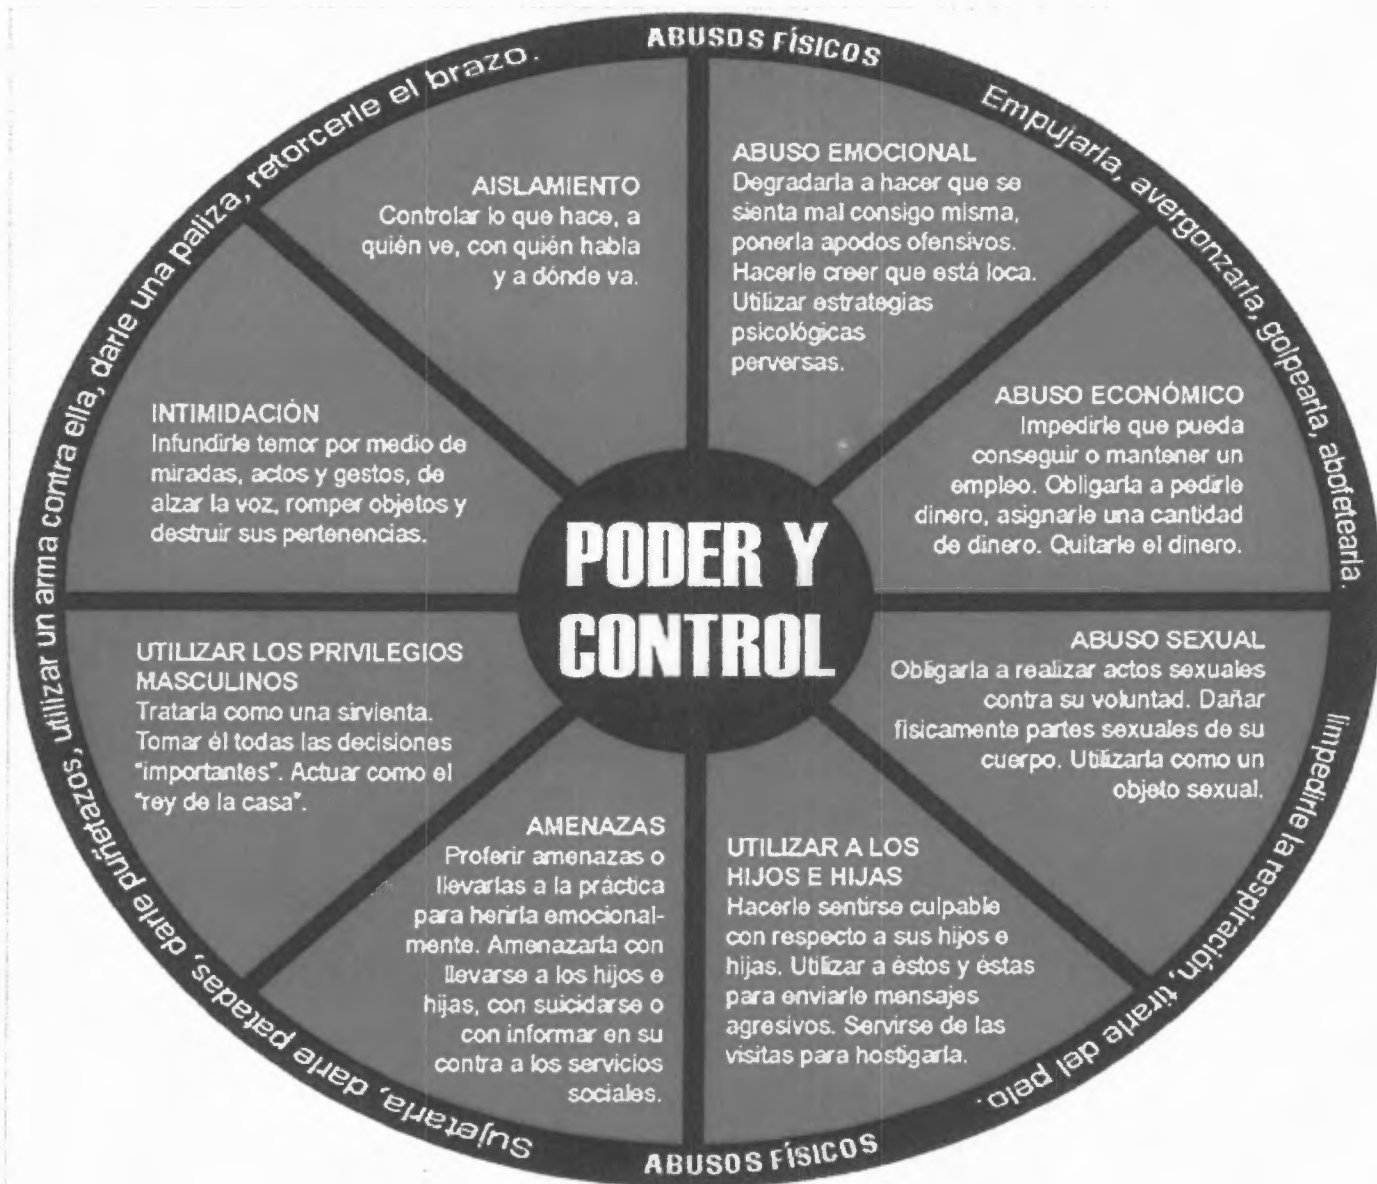 ABUSOS FÍSICOS
Empujarla, avergonzarla, golpearla, abofetearla.
Iimpedirle la respiración, tirarle del pelo.
ABUSOS FÍSICOS
Sujetarla, darle patadas, darle puñetazos, utilizar un arma contra ella, darle una paliza, retorcerle el brazo.
PODER Y
CONTROL
ABUSO EMOCIONAL
Degradarla a hacer que se
sienta mal consigo misma,
ponerla apodos ofensivos.
Hacerle creer que está loca.
Utilizar estrategias
psicológicas
perversas.
ABUSO ECONÓMICO
Impedirle que pueda
conseguir o mantener un
empleo. Obligarla a pedirle
dinero, asignarle una cantidad
de dinero. Quitarle el dinero.
ABUSO SEXUAL
Obligarla a realizar actos sexuales
contra su voluntad. Dañar
físicamente partes sexuales de su
cuerpo. Utilizarla como un
objeto sexual.
UTILIZAR A LOS
HIJOS E HIJAS
Hacerle sentirse culpable
con respecto a sus hijos e
hijas. Utilizar a éstos y éstas
para enviarle mensajes
agresivos. Servirse de las
visitas para hostigarla.
AMENAZAS
Proferir amenazas o
llevarlas a la práctica
para herirla emocional-
mente. Amenazarla con
llevarse a los hijos e
hijas, con suicidarse o
con informar en su
contra a los servicios
sociales.
UTILIZAR LOS PRIVILEGIOS
MASCULINOS
Tratarla como una sirvienta.
Tomar él todas las decisiones
"importantes". Actuar como el
"rey de la casa".
INTIMIDACIÓN
Infundirle temor por medio de
miradas, actos y gestos, de
alzar la voz, romper objetos y
destruir sus pertenencias.
AISLAMIENTO
Controlar lo que hace, a
quién ve, con quién habla
y a dónde va.